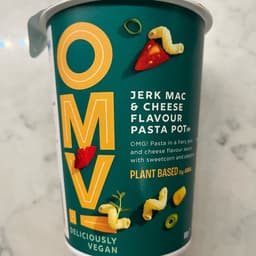 OMV!
DELICIOUSLY
VEGAN
JERK MAC
& CHEESE
FLAVOUR
PASTA POT
OMG! Pasta in a fiery
and cheese flavour sauce
with sweetcorn and
PLANT BASED by